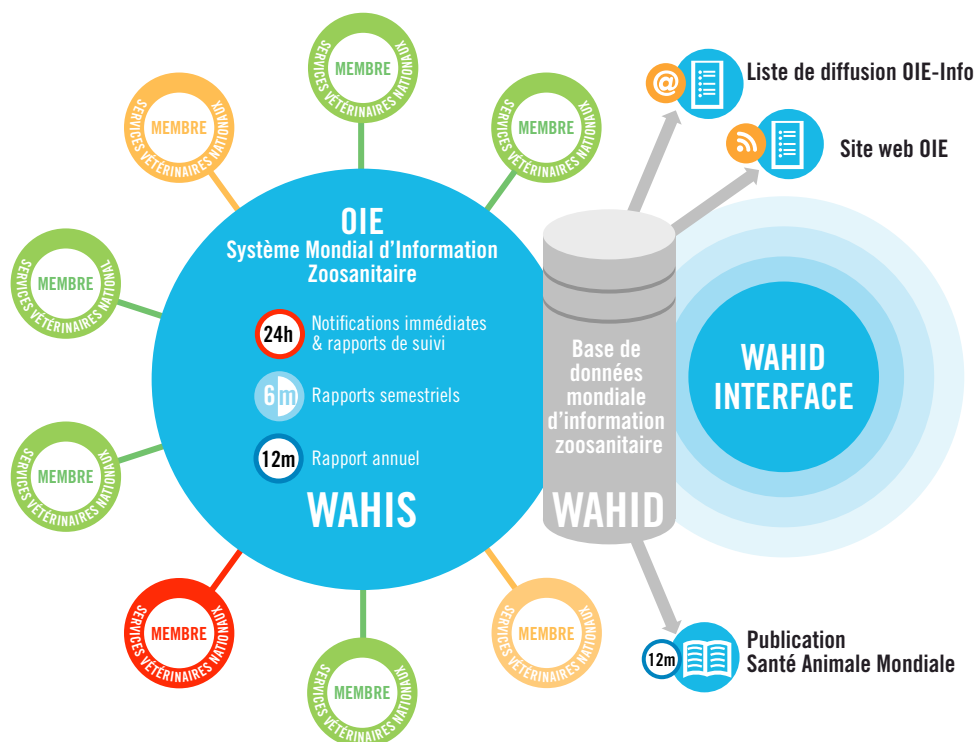 MEMBRE
SERVICES VÉTÉRINAIRES NATIONAUX
MEMBRE
SERVICES VÉTÉRINAIRES NATIONAUX
MEMBRE
SERVICES VÉTÉRINAIRES NATIONAUX
MEMBRE
SERVICES VÉTÉRINAIRES NATIONAL
MEMBRE
SERVICES VÉTÉRINAIRES NATIONAUX
MEMBRE
SERVICES VÉTÉRINAIRES NATIONAUX
MEMBRE
SERVICES VÉTÉRINAIRES NATIONAUX
MEMBRE
SERVICES VÉTÉRINAIRES NATIONAUX
OIE
Système Mondial d'Information
Zoosanitaire
24h
Notifications immédiates
& rapports de suivi
6m
Rapports semestriels
12m
Rapport annuel
WAHIS
Base de
données
mondiale
d'information
zoosanitaire
WAHID
@
Liste de diffusion OIE-Info
Site web OIE
WAHID
INTERFACE
12m
Publication
Santé Animale Mondiale